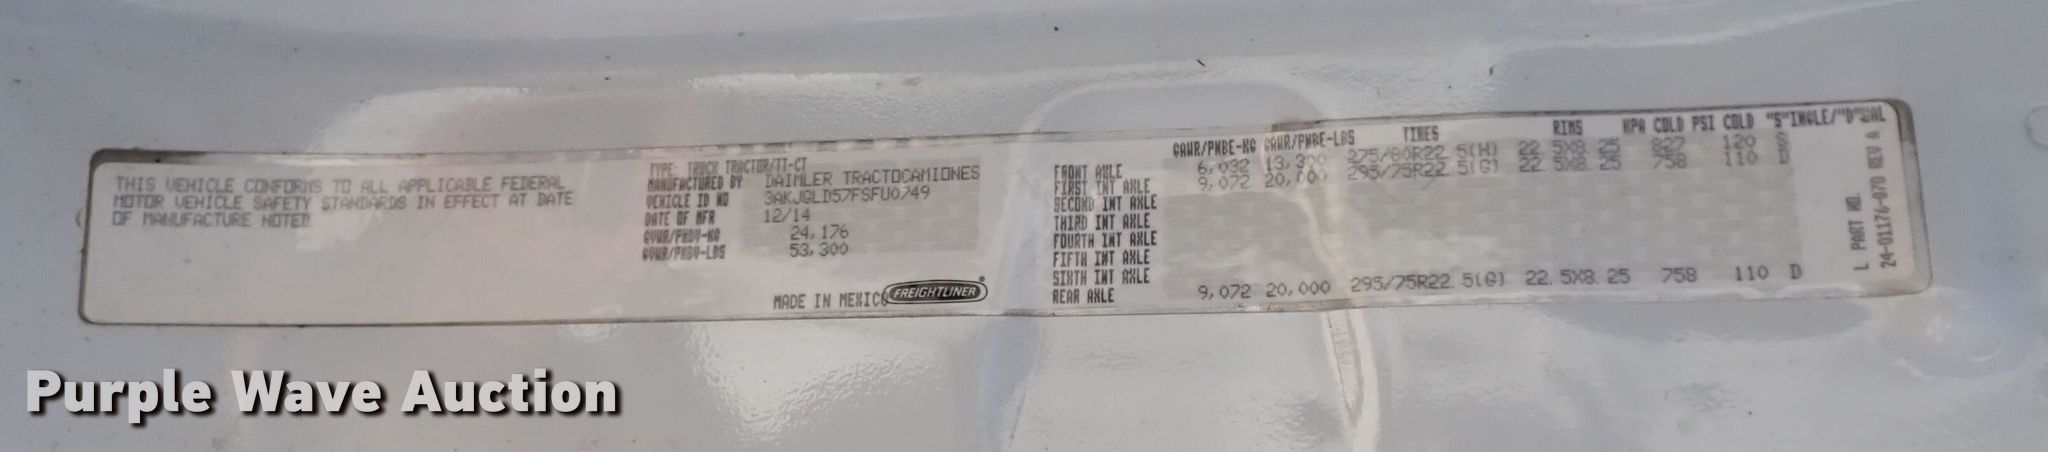 THIS VEHICLE CONFORMS TO ALL APPLICABLE FEDERAL
MOTOR VEHICLE SAFETY STANDARDS IN EFFECT AT DATE
OF MANUFACTURE NOTED.
TYPE: TRUCK TRACTOR/TT-CT
MANUFACTURED BY DAIMLER TRACTOCAMIONES
VEHICLE ID NO 3AKJGLD57FSFU0749
DATE OF MFR 12/14
GVWR/PNBV-KG 24,176
GVWR/PNBV-LBS 53,300
MADE IN MEXICO FREIGHTLINER®
GAWR/PNBE-KG GAWR/PNBE-LBS TIRES RIMS KPA COLD PSI COLD "S"INGLE/"D"UAL
FRONT AXLE 6,032 13,300 275/80R22.5(H) 22.5X8.25 827 120 S
FIRST INT AXLE 9,072 20,000 295/75R22.5(G) 22.5X8.25 758 110 D
SECOND INT AXLE
THIRD INT AXLE
FOURTH INT AXLE
FIFTH INT AXLE
SIXTH INT AXLE
REAR AXLE 9,072 20,000 295/75R22.5(G) 22.5X8.25 758 110 D
L PART NO.
24-01176-070 REV A
Purple Wave Auction